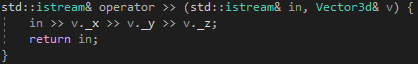 std::istream& operator >> (std::istream& in, Vector3d& v) {
    in >> v._x >> v._y >> v._z;
    return in;
}